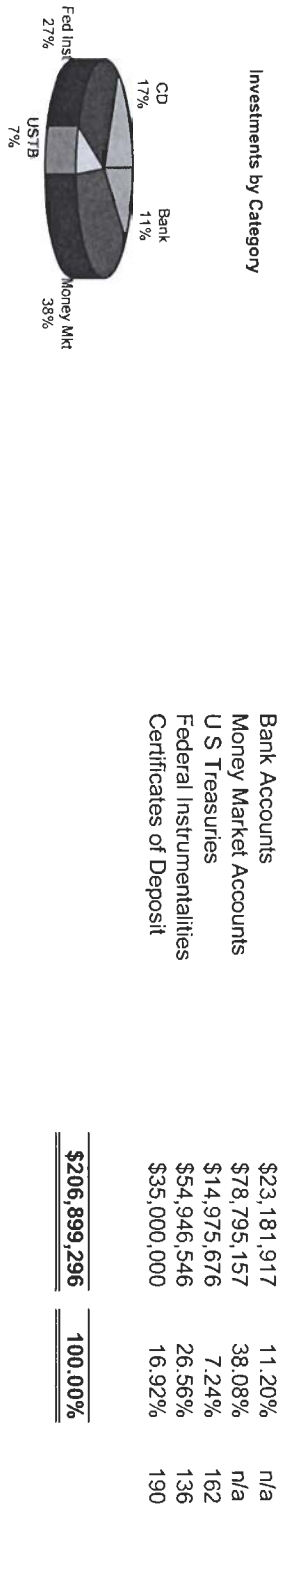 Investments by Category
CD
17%
Bank
11%
Fed Inst
27%
USTB
7%
Money Mkt
38%
Bank Accounts $23,181,917 11.20% n/a
Money Market Accounts $78,795,157 38.08% n/a
U S Treasuries $14,975,676 7.24% 162
Federal Instrumentalities $54,946,546 26.56% 136
Certificates of Deposit $35,000,000 16.92% 190
$206,899,296 100.00%